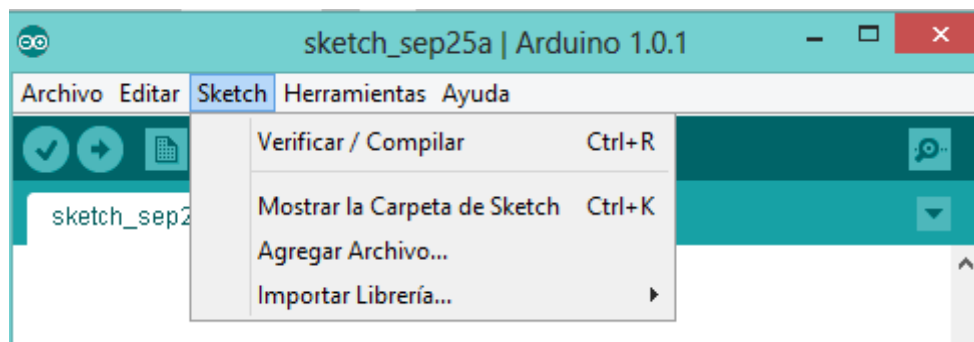 sketch_sep25a | Arduino 1.0.1
Archivo Editar Sketch Herramientas Ayuda
Verificar / Compilar Ctrl+R
sketch_sep2
Mostrar la Carpeta de Sketch Ctrl+K
Agregar Archivo...
Importar Librería...